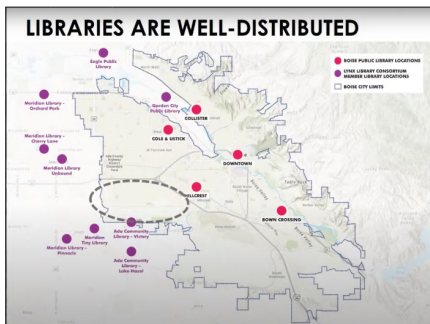 LIBRARIES ARE WELL-DISTRIBUTED
Eagle Public
Library
BOISE PUBLIC LIBRARY LOCATIONS
LYNX LIBRARY CONSORTIUM
MEMBER LIBRARY LOCATIONS
BOISE CITY LIMITS
Meridian Library -
Orchard Park
Garden City
Public Library
COLLISTER
Meridian Library -
Cherry Lane
COLE & USTICK
Meridian Library
Unbound
DOWNTOWN
HILLCREST
BOWN CROSSING
Meridian
Tiny Library
Ada Community
Library - Victory
Meridian Library
- Pinnacle
Ada Community
Library -
Lake Hazel